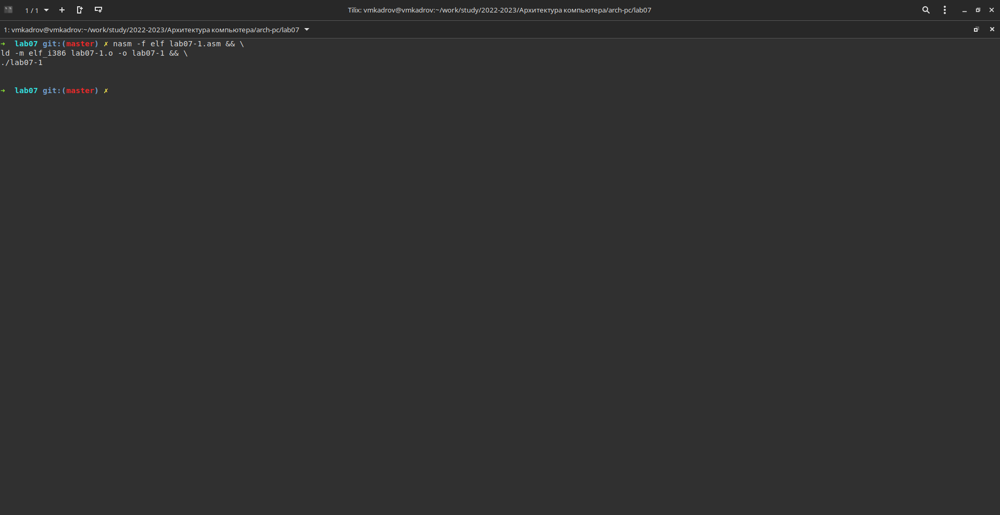 1 / 1
Tilix: vmkadrov@vmkadrov:~/work/study/2022-2023/Архитектура компьютера/arch-pc/lab07
1: vmkadrov@vmkadrov:~/work/study/2022-2023/Архитектура компьютера/arch-pc/lab07
➜  lab07 git:(master) ✗ nasm -f elf lab07-1.asm && \
ld -m elf_i386 lab07-1.o -o lab07-1 && \
./lab07-1
➜  lab07 git:(master) ✗